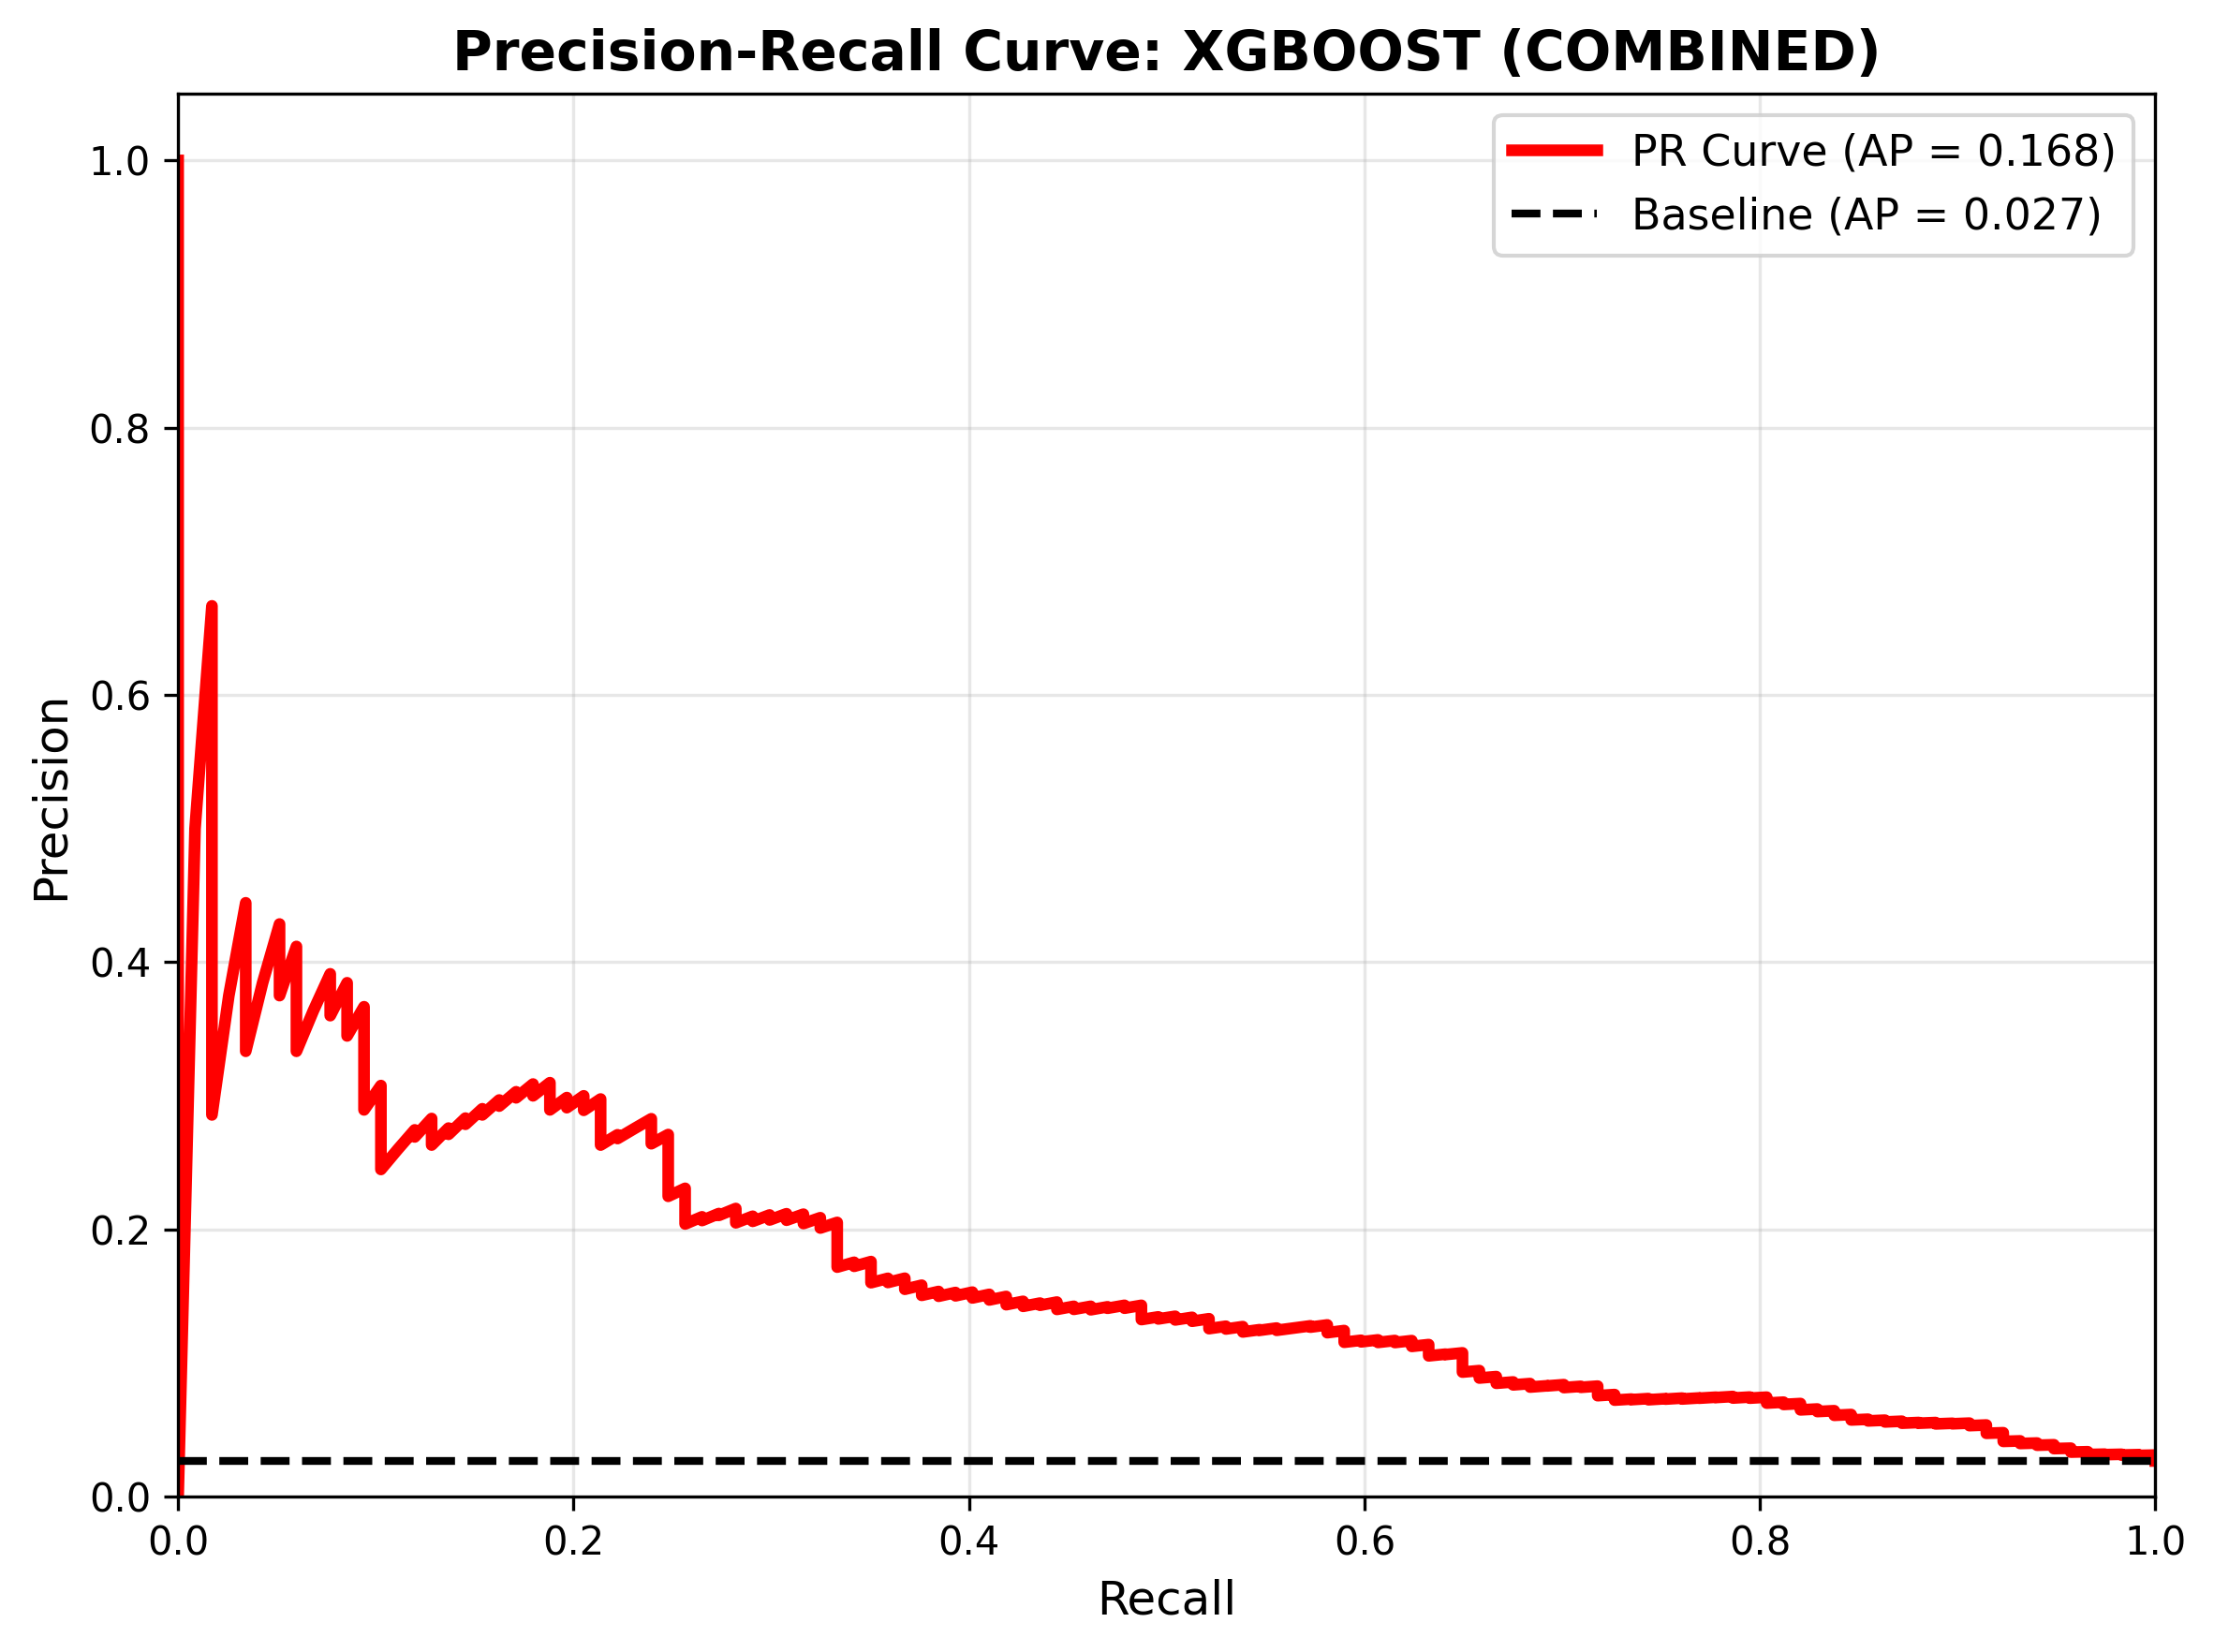 Precision-Recall Curve: XGBOOST (COMBINED)
PR Curve (AP = 0.168)
Baseline (AP = 0.027)
1.0
0.8
0.6
0.4
0.2
0.0
Precision
0.0 0.2 0.4 0.6 0.8 1.0
Recall